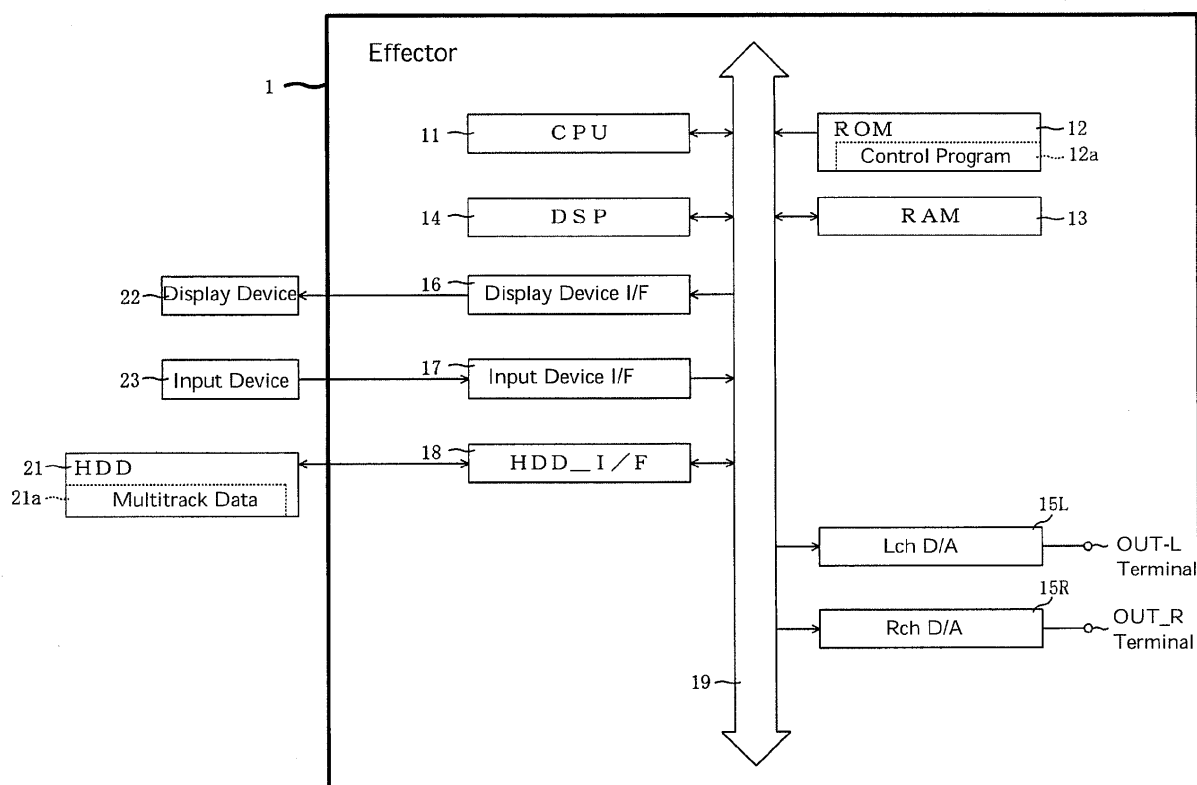 Effector
1
11
CPU
ROM
12
Control Program
12a
14
DSP
RAM
13
22
Display Device
16
Display Device I/F
23
Input Device
17
Input Device I/F
21
HDD
18
HDD_I/F
21a
Multitrack Data
15L
Lch D/A
OUT-L
Terminal
15R
Rch D/A
OUT_R
Terminal
19